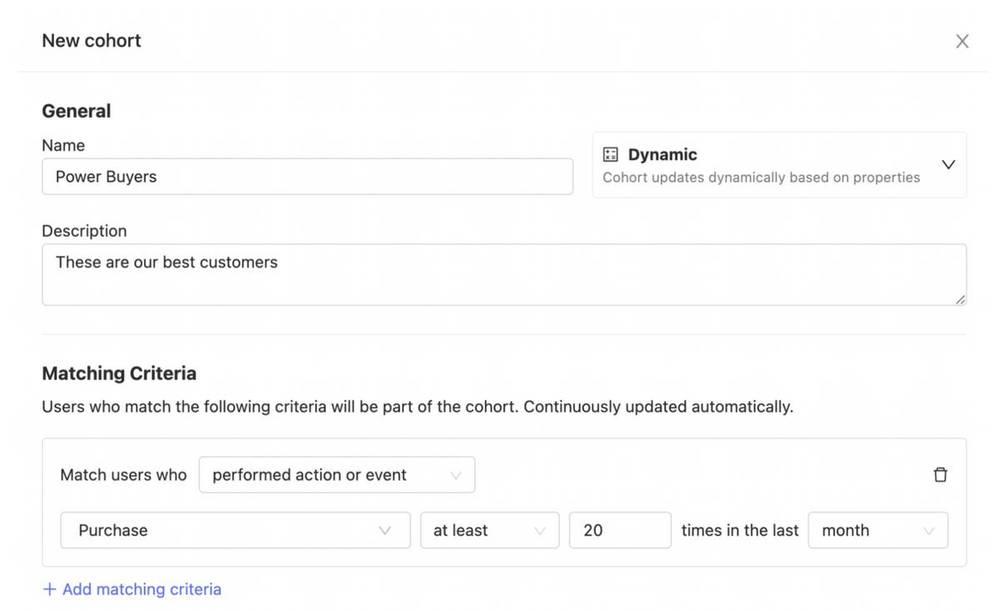 New cohort
General
Name
Power Buyers
Dynamic
Cohort updates dynamically based on properties
Description
These are our best customers
Matching Criteria
Users who match the following criteria will be part of the cohort. Continuously updated automatically.
Match users who performed action or event
Purchase at least 20 times in the last month
+ Add matching criteria